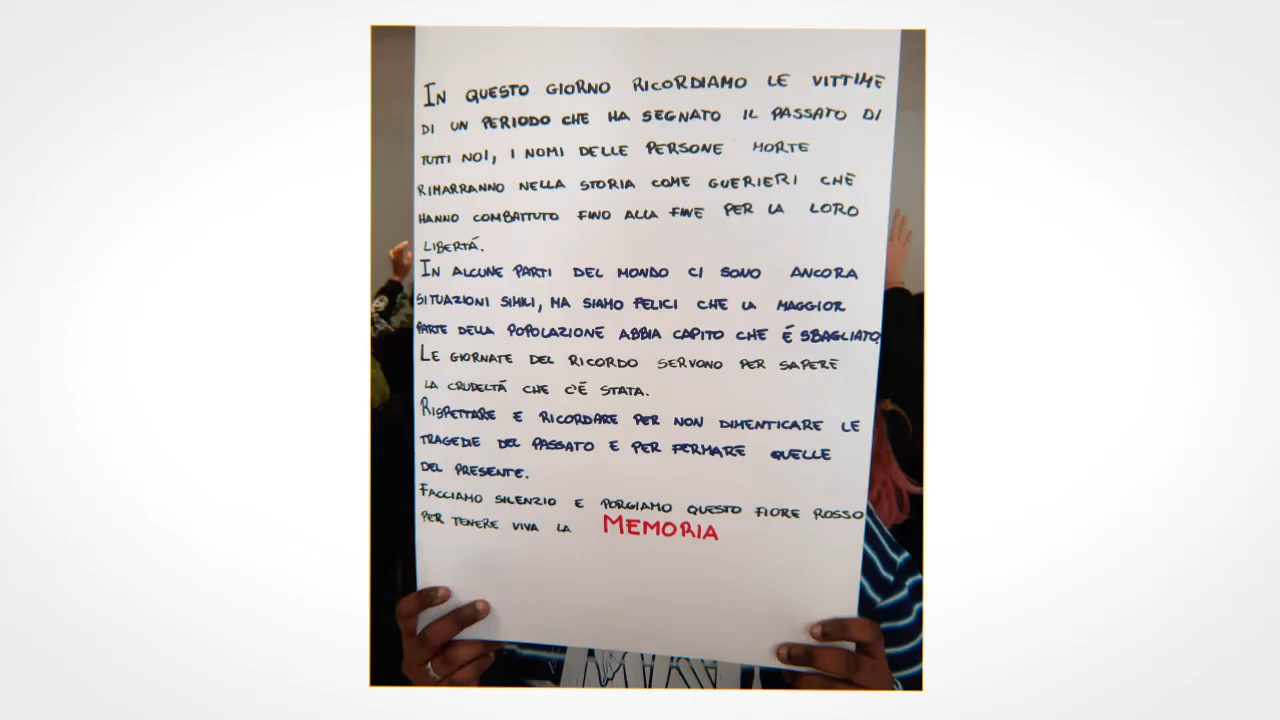 In QUESTO GIORNO RICORDIAMO LE VITTIME
DI UN PERIODO CHE HA SEGNATO IL PASSATO DI
TUTTI NOI, I NOMI DELLE PERSONE MORTE
RIMARRANNO NELLA STORIA COME GUERIERI CHE
HANNO COMBATTUTO FINO ALLA FINE PER LA LORO
LIBERTÁ.
IN ALCUNE PARTI DEL MONDO CI SONO ANCORA
SITUAZIONI SIMILI, MA SIAMO FELICI CHE LA MAGGIOR
PARTE DELLA POPOLAZIONE ABBIA CAPITO CHE É SBAGLIATO.
LE GIORNATE DEL RICORDO SERVONO PER SAPERE
LA CRUDELTÁ CHE C'É STATA.
RISPETTARE E RICORDARE PER NON DIMENTICARE LE
TRAGEDIE DEL PASSATO E PER FERMARE QUELLE
DEL PRESENTE.
FACCIAMO SILENZIO E PORGIAMO QUESTO FIORE ROSSO
PER TENERE VIVA LA MEMORIA